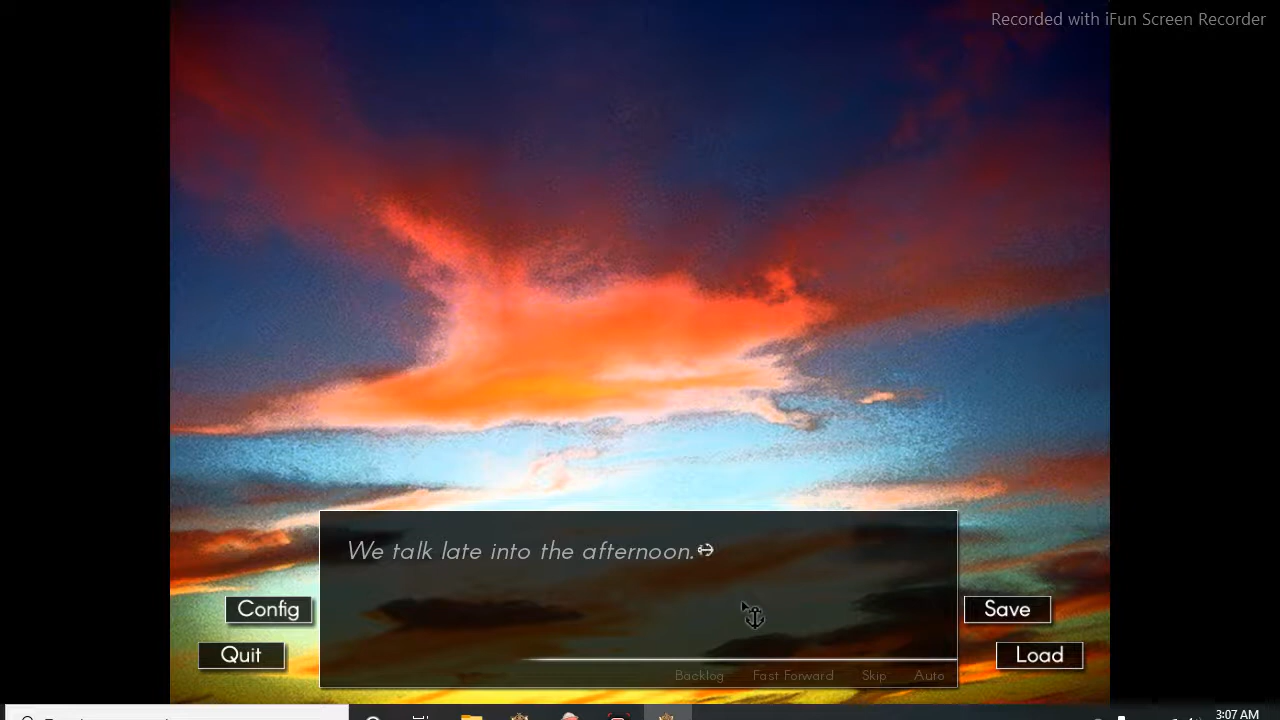 Recorded with iFun Screen Recorder
We talk late into the afternoon.
Config
Save
Quit
Load
Backlog Fast Forward Skip Auto
3:07 AM